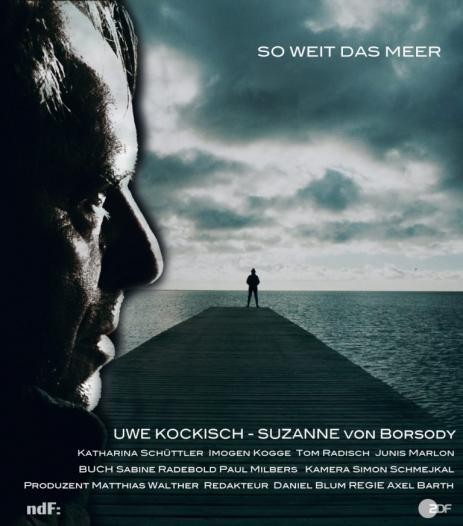 SO WEIT DAS MEER
UWE KOCKISCH - SUZANNE VON BORSODY
KATHARINA SCHÜTTLER IMOGEN KOGGE TOM RADISCH JUNIS MARLON
BUCH SABINE RADEBOLD PAUL MILBERS KAMERA SIMON SCHMEJKAL
PRODUZENT MATTHIAS WALTHER REDAKTEUR DANIEL BLUM REGIE AXEL BARTH
ndF:
ZDF